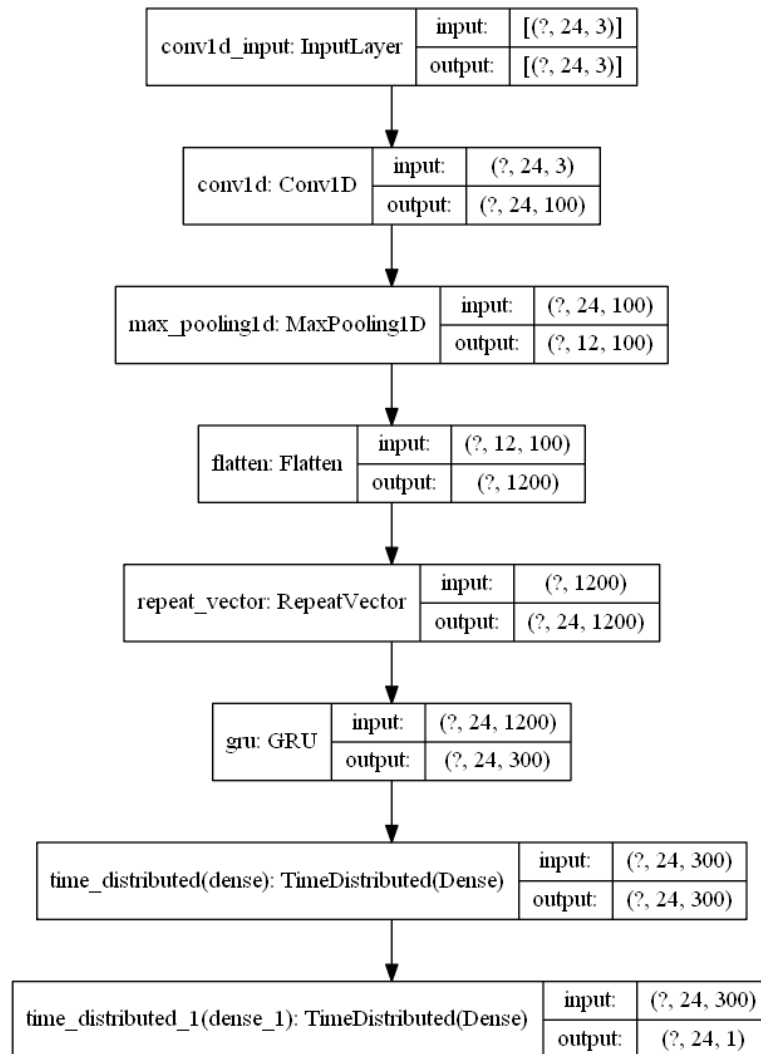 conv1d_input: InputLayer
input: [(?, 24, 3)]
output: [(?, 24, 3)]
conv1d: Conv1D
input: (?, 24, 3)
output: (?, 24, 100)
max_pooling1d: MaxPooling1D
input: (?, 24, 100)
output: (?, 12, 100)
flatten: Flatten
input: (?, 12, 100)
output: (?, 1200)
repeat_vector: RepeatVector
input: (?, 1200)
output: (?, 24, 1200)
gru: GRU
input: (?, 24, 1200)
output: (?, 24, 300)
time_distributed(dense): TimeDistributed(Dense)
input: (?, 24, 300)
output: (?, 24, 300)
time_distributed_1(dense_1): TimeDistributed(Dense)
input: (?, 24, 300)
output: (?, 24, 1)